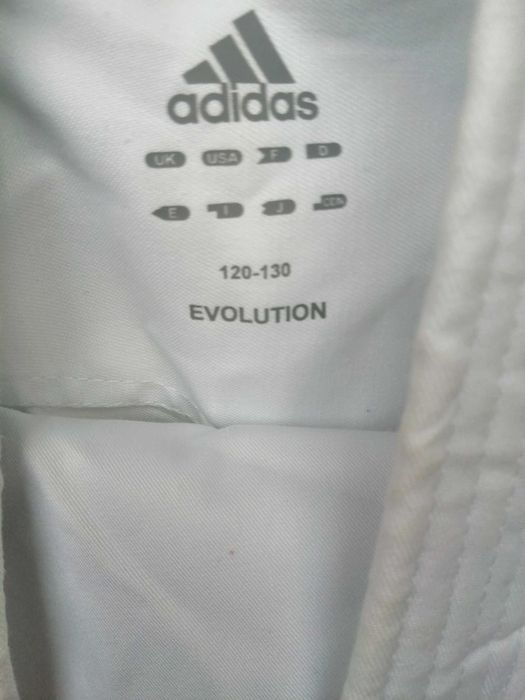 adidas
UK USA F D
E I J CDN
120-130
EVOLUTION